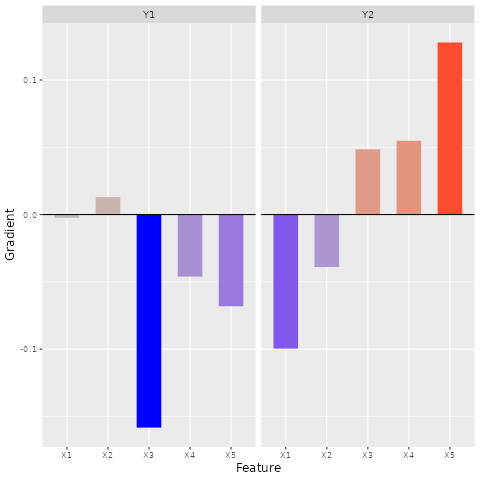 Y1 Y2
0.1
0.0
-0.1
Gradient
X1 X2 X3 X4 X5 X1 X2 X3 X4 X5
Feature